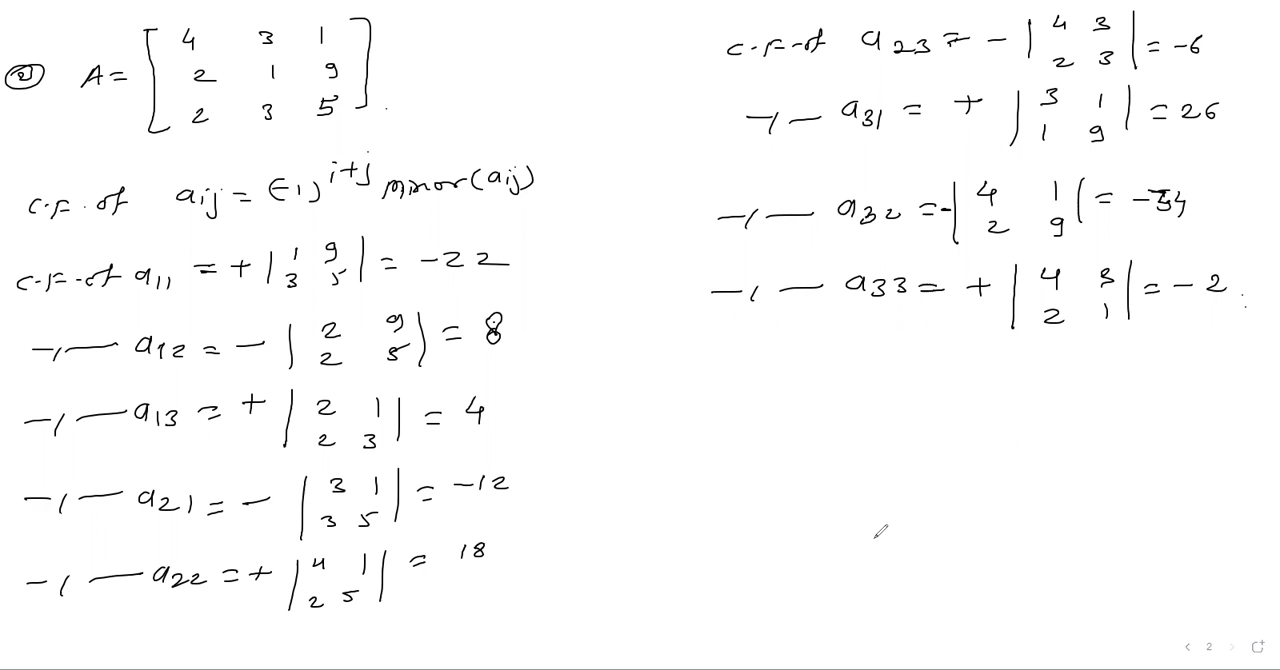 ② A = [ 4 3 1
2 1 9
2 3 5 ] .
C.F. of aij = (-1)^i+j minor(aij)
C.F. of a11 = + | 1 9 3 5 | = -22
-〃- a12 = - | 2 9 2 5 | = 8
-〃- a13 = + | 2 1 2 3 | = 4
-〃- a21 = - | 3 1 3 5 | = -12
-〃- a22 = + | 4 1 2 5 | = 18
C.F. of a23 = - | 4 3 2 3 | = -6
-〃- a31 = + | 3 1 1 9 | = 26
-〃- a32 = - | 4 1 2 9 | = -34
-〃- a33 = + | 4 3 2 1 | = -2
2